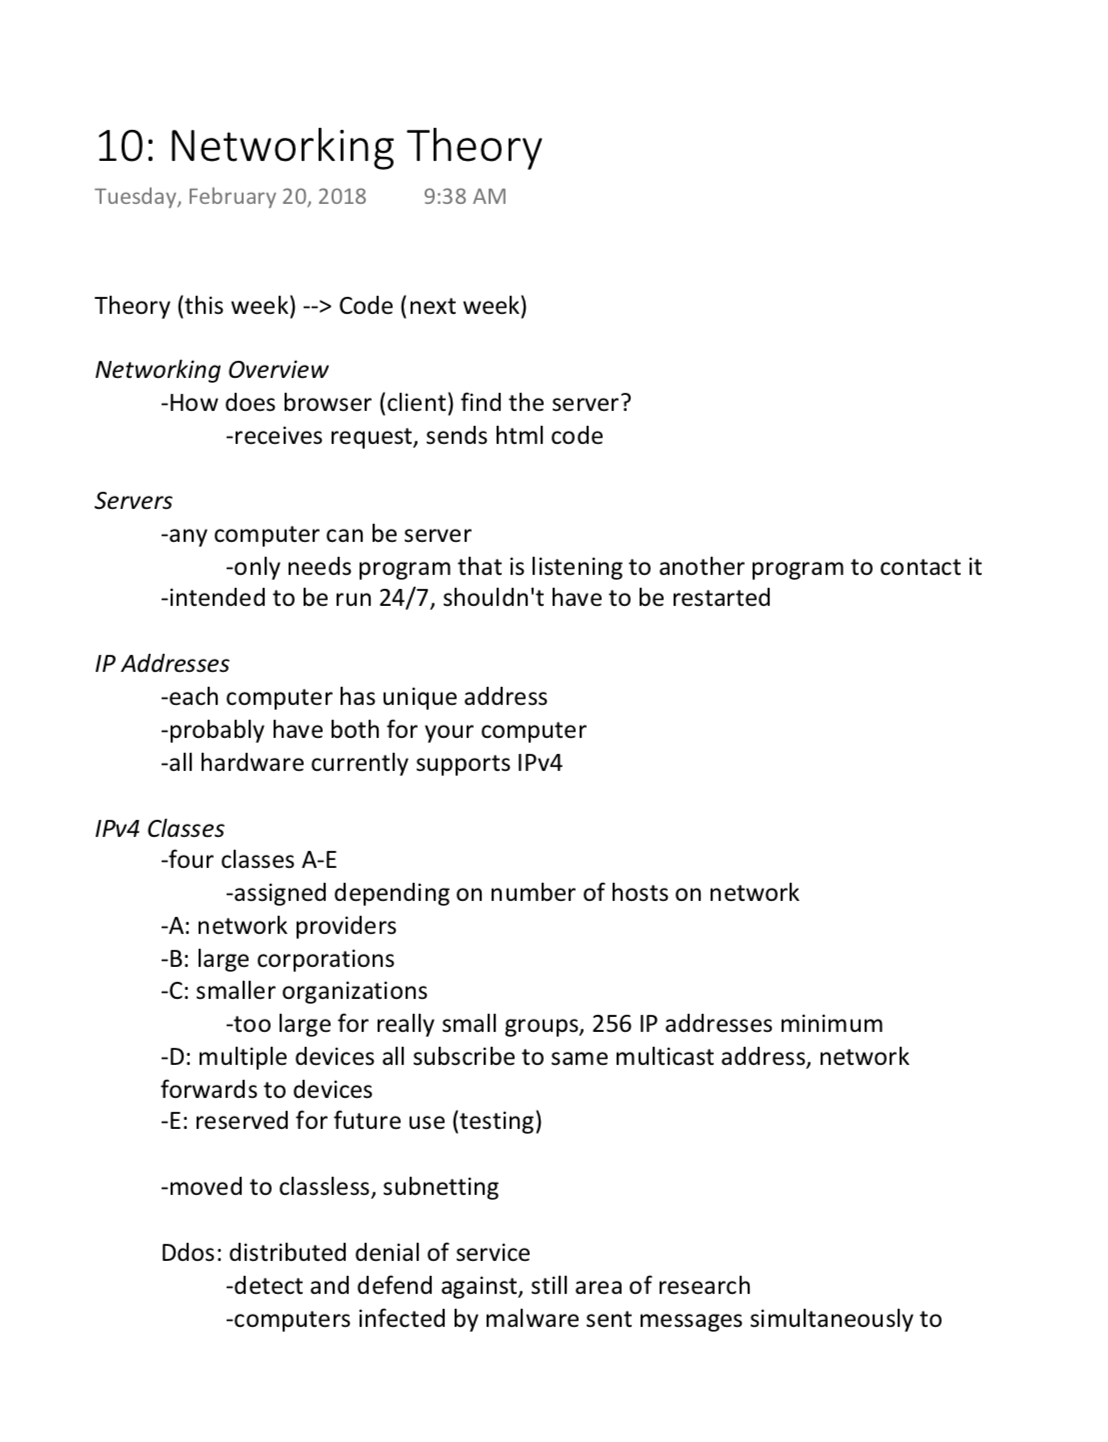 10: Networking Theory
Tuesday, February 20, 2018 9:38 AM
Theory (this week) --> Code (next week)
Networking Overview
-How does browser (client) find the server?
-receives request, sends html code
Servers
-any computer can be server
-only needs program that is listening to another program to contact it
-intended to be run 24/7, shouldn't have to be restarted
IP Addresses
-each computer has unique address
-probably have both for your computer
-all hardware currently supports IPv4
IPv4 Classes
-four classes A-E
-assigned depending on number of hosts on network
-A: network providers
-B: large corporations
-C: smaller organizations
-too large for really small groups, 256 IP addresses minimum
-D: multiple devices all subscribe to same multicast address, network
forwards to devices
-E: reserved for future use (testing)
-moved to classless, subnetting
Ddos: distributed denial of service
-detect and defend against, still area of research
-computers infected by malware sent messages simultaneously to